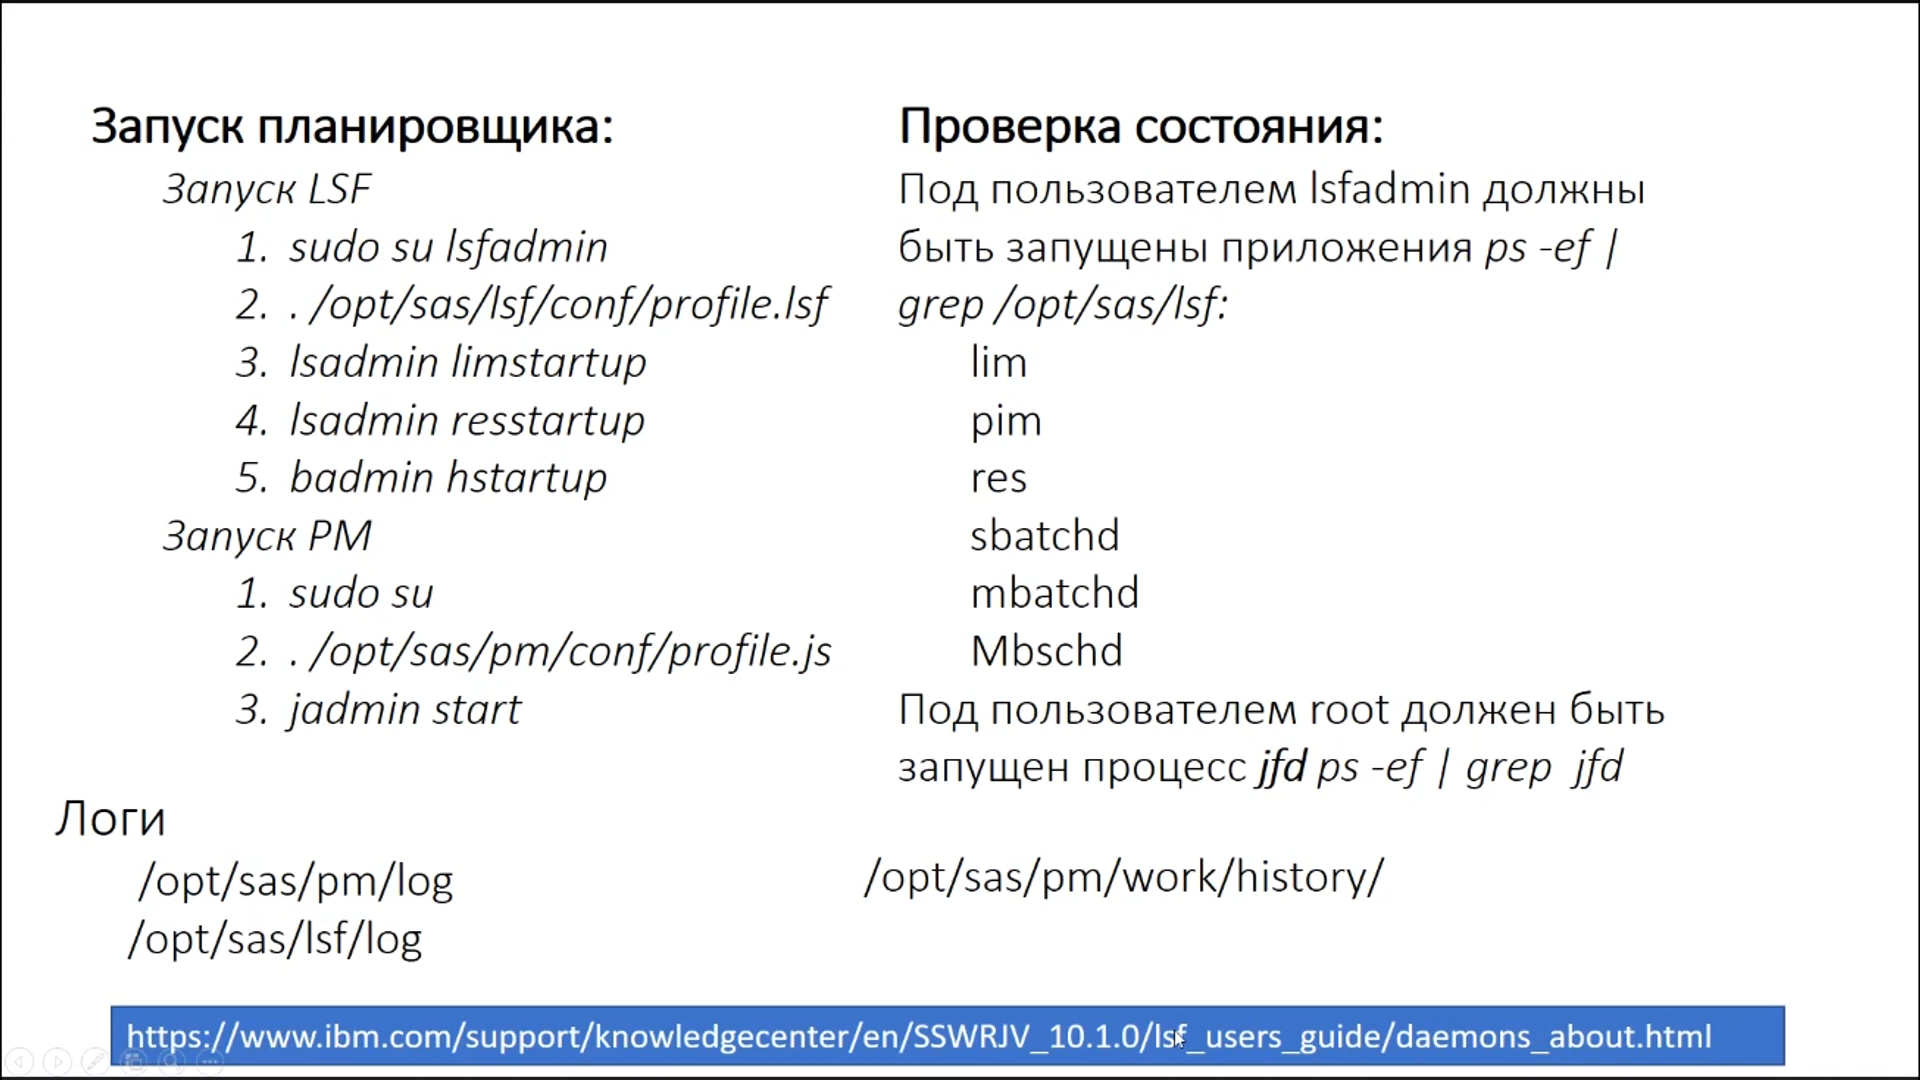 Запуск планировщика:
Запуск LSF
1. sudo su lsfadmin
2. . /opt/sas/lsf/conf/profile.lsf
3. lsadmin limstartup
4. lsadmin resstartup
5. badmin hstartup
Запуск PM
1. sudo su
2. . /opt/sas/pm/conf/profile.js
3. jadmin start
Логи
/opt/sas/pm/log
/opt/sas/lsf/log
Проверка состояния:
Под пользователем lsfadmin должны
быть запущены приложения ps -ef |
grep /opt/sas/lsf:
lim
pim
res
sbatchd
mbatchd
Mbschd
Под пользователем root должен быть
запущен процесс jfd ps -ef | grep jfd
/opt/sas/pm/work/history/
https://www.ibm.com/support/knowledgecenter/en/SSWRJV_10.1.0/lsf_users_guide/daemons_about.html